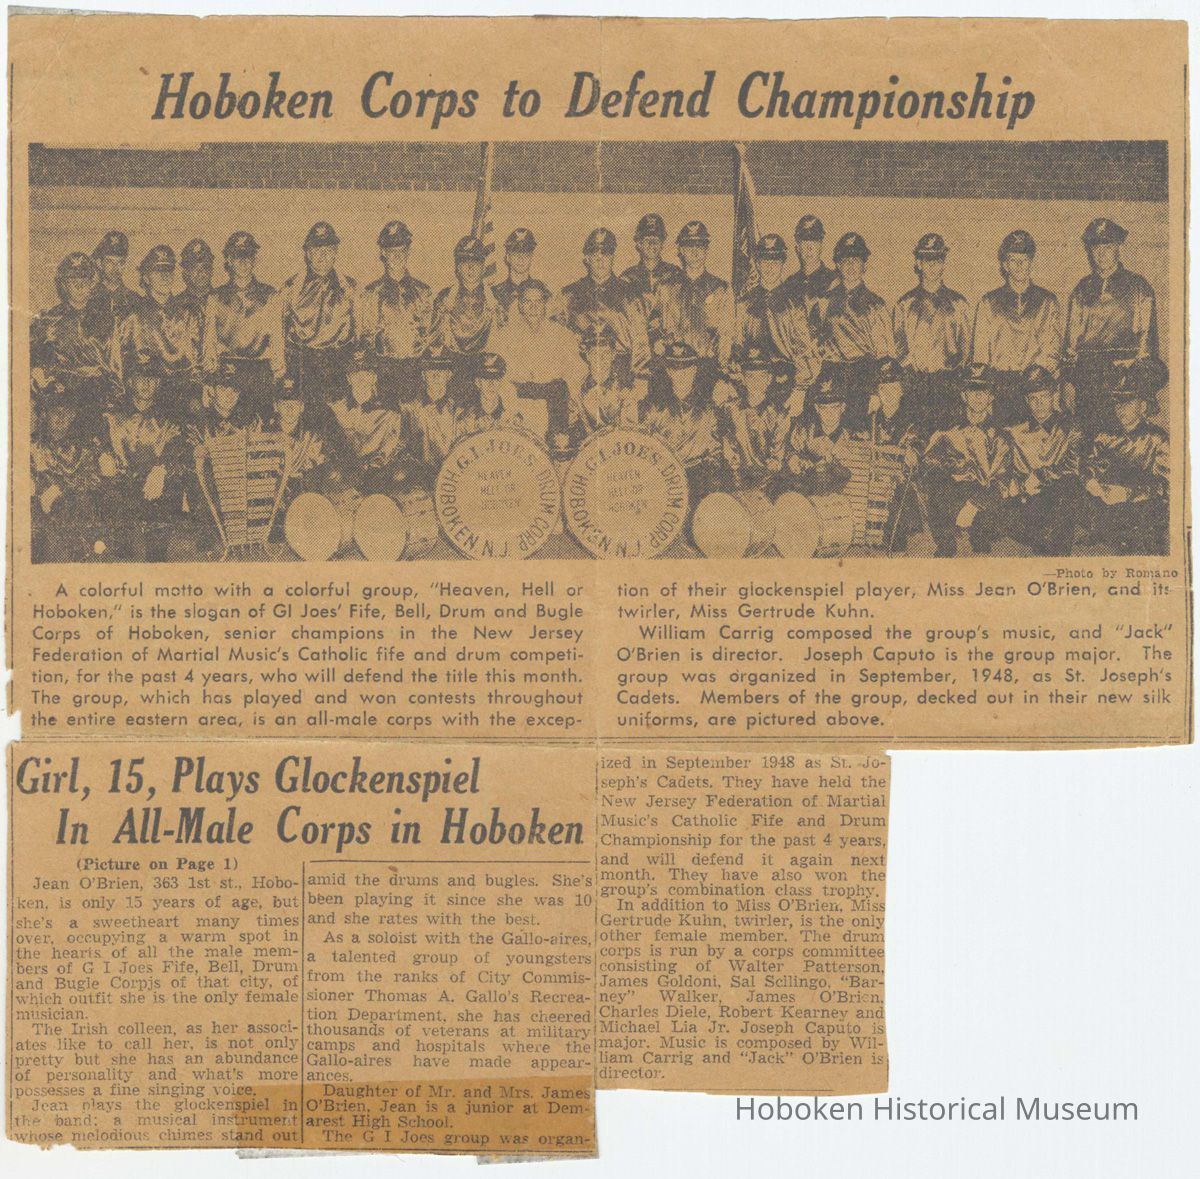 Hoboken Corps to Defend Championship
G.I. JOES DRUM CORP
HEAVEN
HELL OR
HOBOKEN
HOBOKEN N.J.
G.I. JOES DRUM CORP
HEAVEN
HELL OR
HOBOKEN
HOBOKEN N.J.
—Photo by Romano
A colorful motto with a colorful group, "Heaven, Hell or
Hoboken," is the slogan of GI Joes' Fife, Bell, Drum and Bugle
Corps of Hoboken, senior champions in the New Jersey
Federation of Martial Music's Catholic fife and drum competi-
tion, for the past 4 years, who will defend the title this month.
The group, which has played and won contests throughout
the entire eastern area, is an all-male corps with the excep-
tion of their glockenspiel player, Miss Jean O'Brien, and its
twirler, Miss Gertrude Kuhn.
William Carrig composed the group's music, and "Jack"
O'Brien is director. Joseph Caputo is the group major. The
group was organized in September, 1948, as St. Joseph's
Cadets. Members of the group, decked out in their new silk
uniforms, are pictured above.
Girl, 15, Plays Glockenspiel
In All-Male Corps in Hoboken
(Picture on Page 1)
Jean O'Brien, 363 1st st., Hobo-
ken, is only 15 years of age, but
she's a sweetheart many times
over, occupying a warm spot in
the hearts of all the male mem-
bers of G I Joes Fife, Bell, Drum
and Bugle Corpjs of that city, of
which outfit she is the only female
musician.
The Irish colleen, as her associ-
ates like to call her, is not only
pretty but she has an abundance
of personality and what's more
possesses a fine singing voice.
Jean plays the glockenspiel in
the band; a musical instrument
whose melodious chimes stand out
amid the drums and bugles. She's
been playing it since she was 10
and she rates with the best.
As a soloist with the Gallo-aires,
a talented group of youngsters
from the ranks of City Commis-
sioner Thomas A. Gallo's Recrea-
tion Department, she has cheered
thousands of veterans at military
camps and hospitals where the
Gallo-aires have made appear-
ances.
Daughter of Mr. and Mrs. James
O'Brien, Jean is a junior at Dem-
arest High School.
The G I Joes group was organ-
ized in September 1948 as St. Jo-
seph's Cadets. They have held the
New Jersey Federation of Martial
Music's Catholic Fife and Drum
Championship for the past 4 years,
and will defend it again next
month. They have also won the
group's combination class trophy.
In addition to Miss O'Brien, Miss
Gertrude Kuhn, twirler, is the only
other female member. The drum
corps is run by a corps committee
consisting of Walter Patterson,
James Goldoni, Sal Scilingo, "Bar-
ney" Walker, James O'Brien,
Charles Diele, Robert Kearney and
Michael Lia Jr. Joseph Caputo is
major. Music is composed by Wil-
liam Carrig and "Jack" O'Brien is
director.
Hoboken Historical Museum